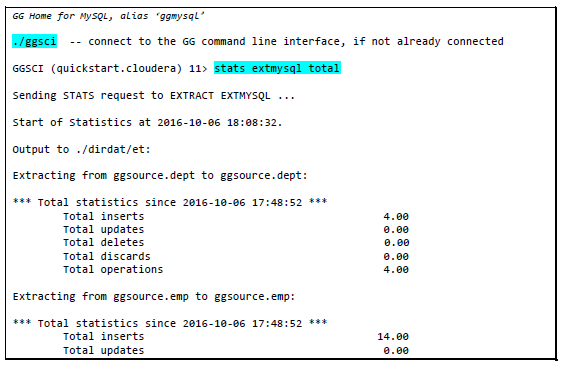 GG Home for MySQL, alias ‘ggmysql’
./ggsci -- connect to the GG command line interface, if not already connected
GGSCI (quickstart.cloudera) 11> stats extmysql total
Sending STATS request to EXTRACT EXTMYSQL ...
Start of Statistics at 2016-10-06 18:08:32.
Output to ./dirdat/et:
Extracting from ggsource.dept to ggsource.dept:
*** Total statistics since 2016-10-06 17:48:52 ***
Total inserts 4.00
Total updates 0.00
Total deletes 0.00
Total discards 0.00
Total operations 4.00
Extracting from ggsource.emp to ggsource.emp:
*** Total statistics since 2016-10-06 17:48:52 ***
Total inserts 14.00
Total updates 0.00